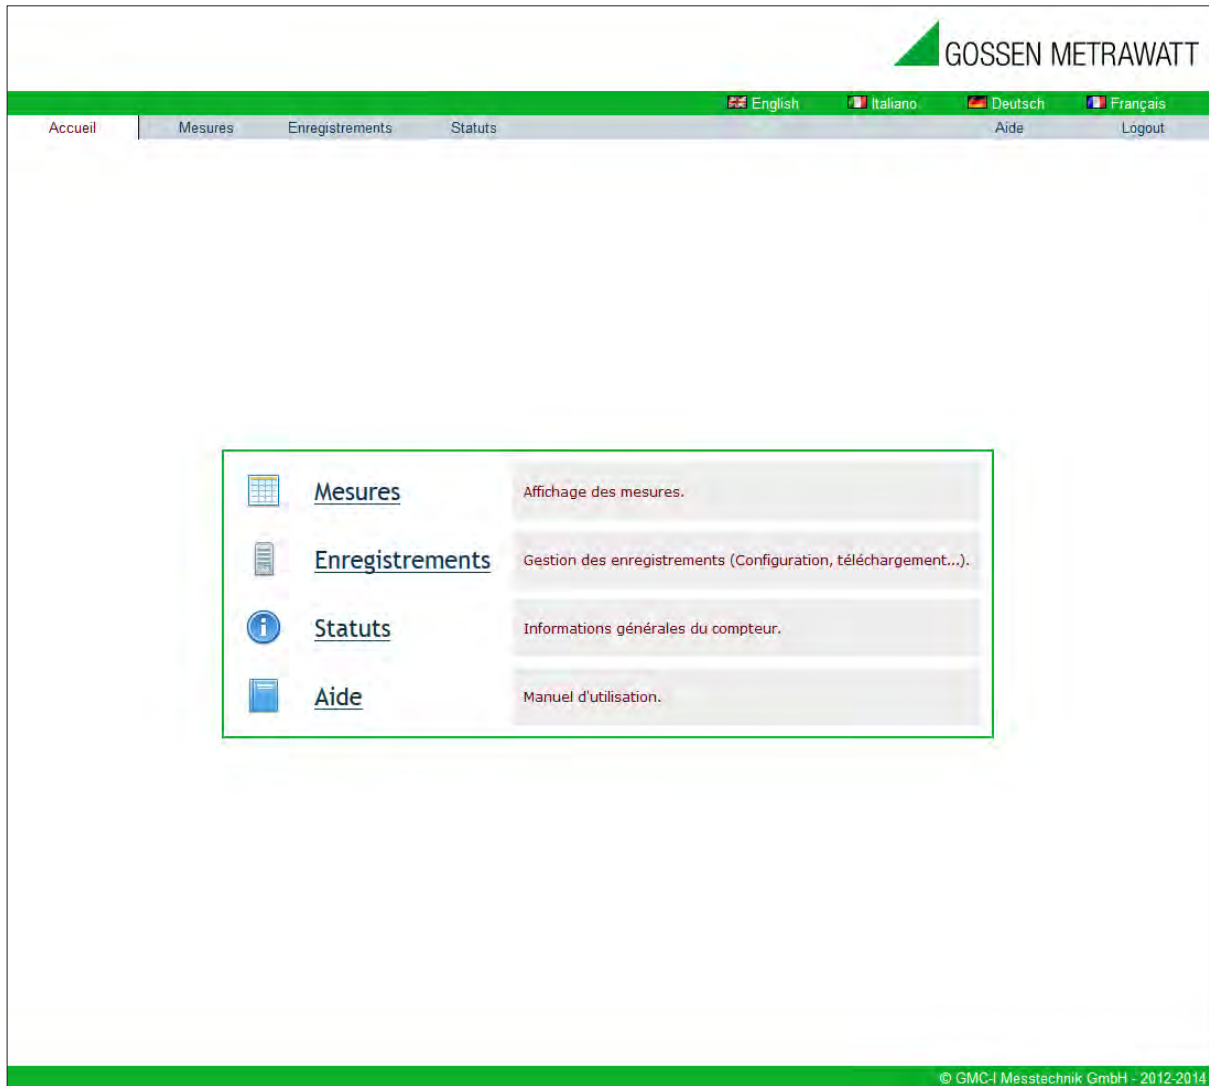 GOSSEN METRAWATT
English Italiano Deutsch Français
Accueil Mesures Enregistrements Statuts Aide Logout
Mesures Affichage des mesures.
Enregistrements Gestion des enregistrements (Configuration, téléchargement...).
Statuts Informations générales du compteur.
Aide Manuel d'utilisation.
© GMC-I Messtechnik GmbH - 2012-2014